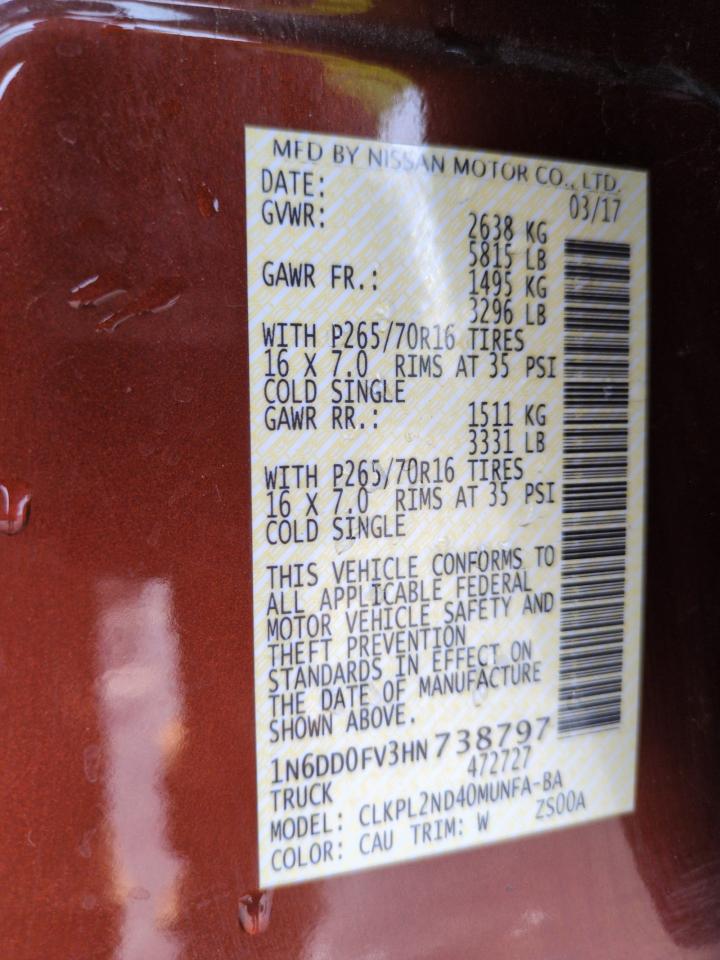 MFD BY NISSAN MOTOR CO., LTD.
DATE: 03/17
GVWR: 2638 KG
5815 LB
GAWR FR.: 1495 KG
3296 LB
WITH P265/70R16 TIRES
16 X 7.0 RIMS AT 35 PSI
COLD SINGLE
GAWR RR.: 1511 KG
3331 LB
WITH P265/70R16 TIRES
16 X 7.0 RIMS AT 35 PSI
COLD SINGLE
THIS VEHICLE CONFORMS TO
ALL APPLICABLE FEDERAL
MOTOR VEHICLE SAFETY AND
THEFT PREVENTION
STANDARDS IN EFFECT ON
THE DATE OF MANUFACTURE
SHOWN ABOVE.
1N6DD0FV3HN738797
TRUCK 472727
MODEL: CLKPL2ND40MUNFA-BA
COLOR: CAU TRIM: W ZS00A